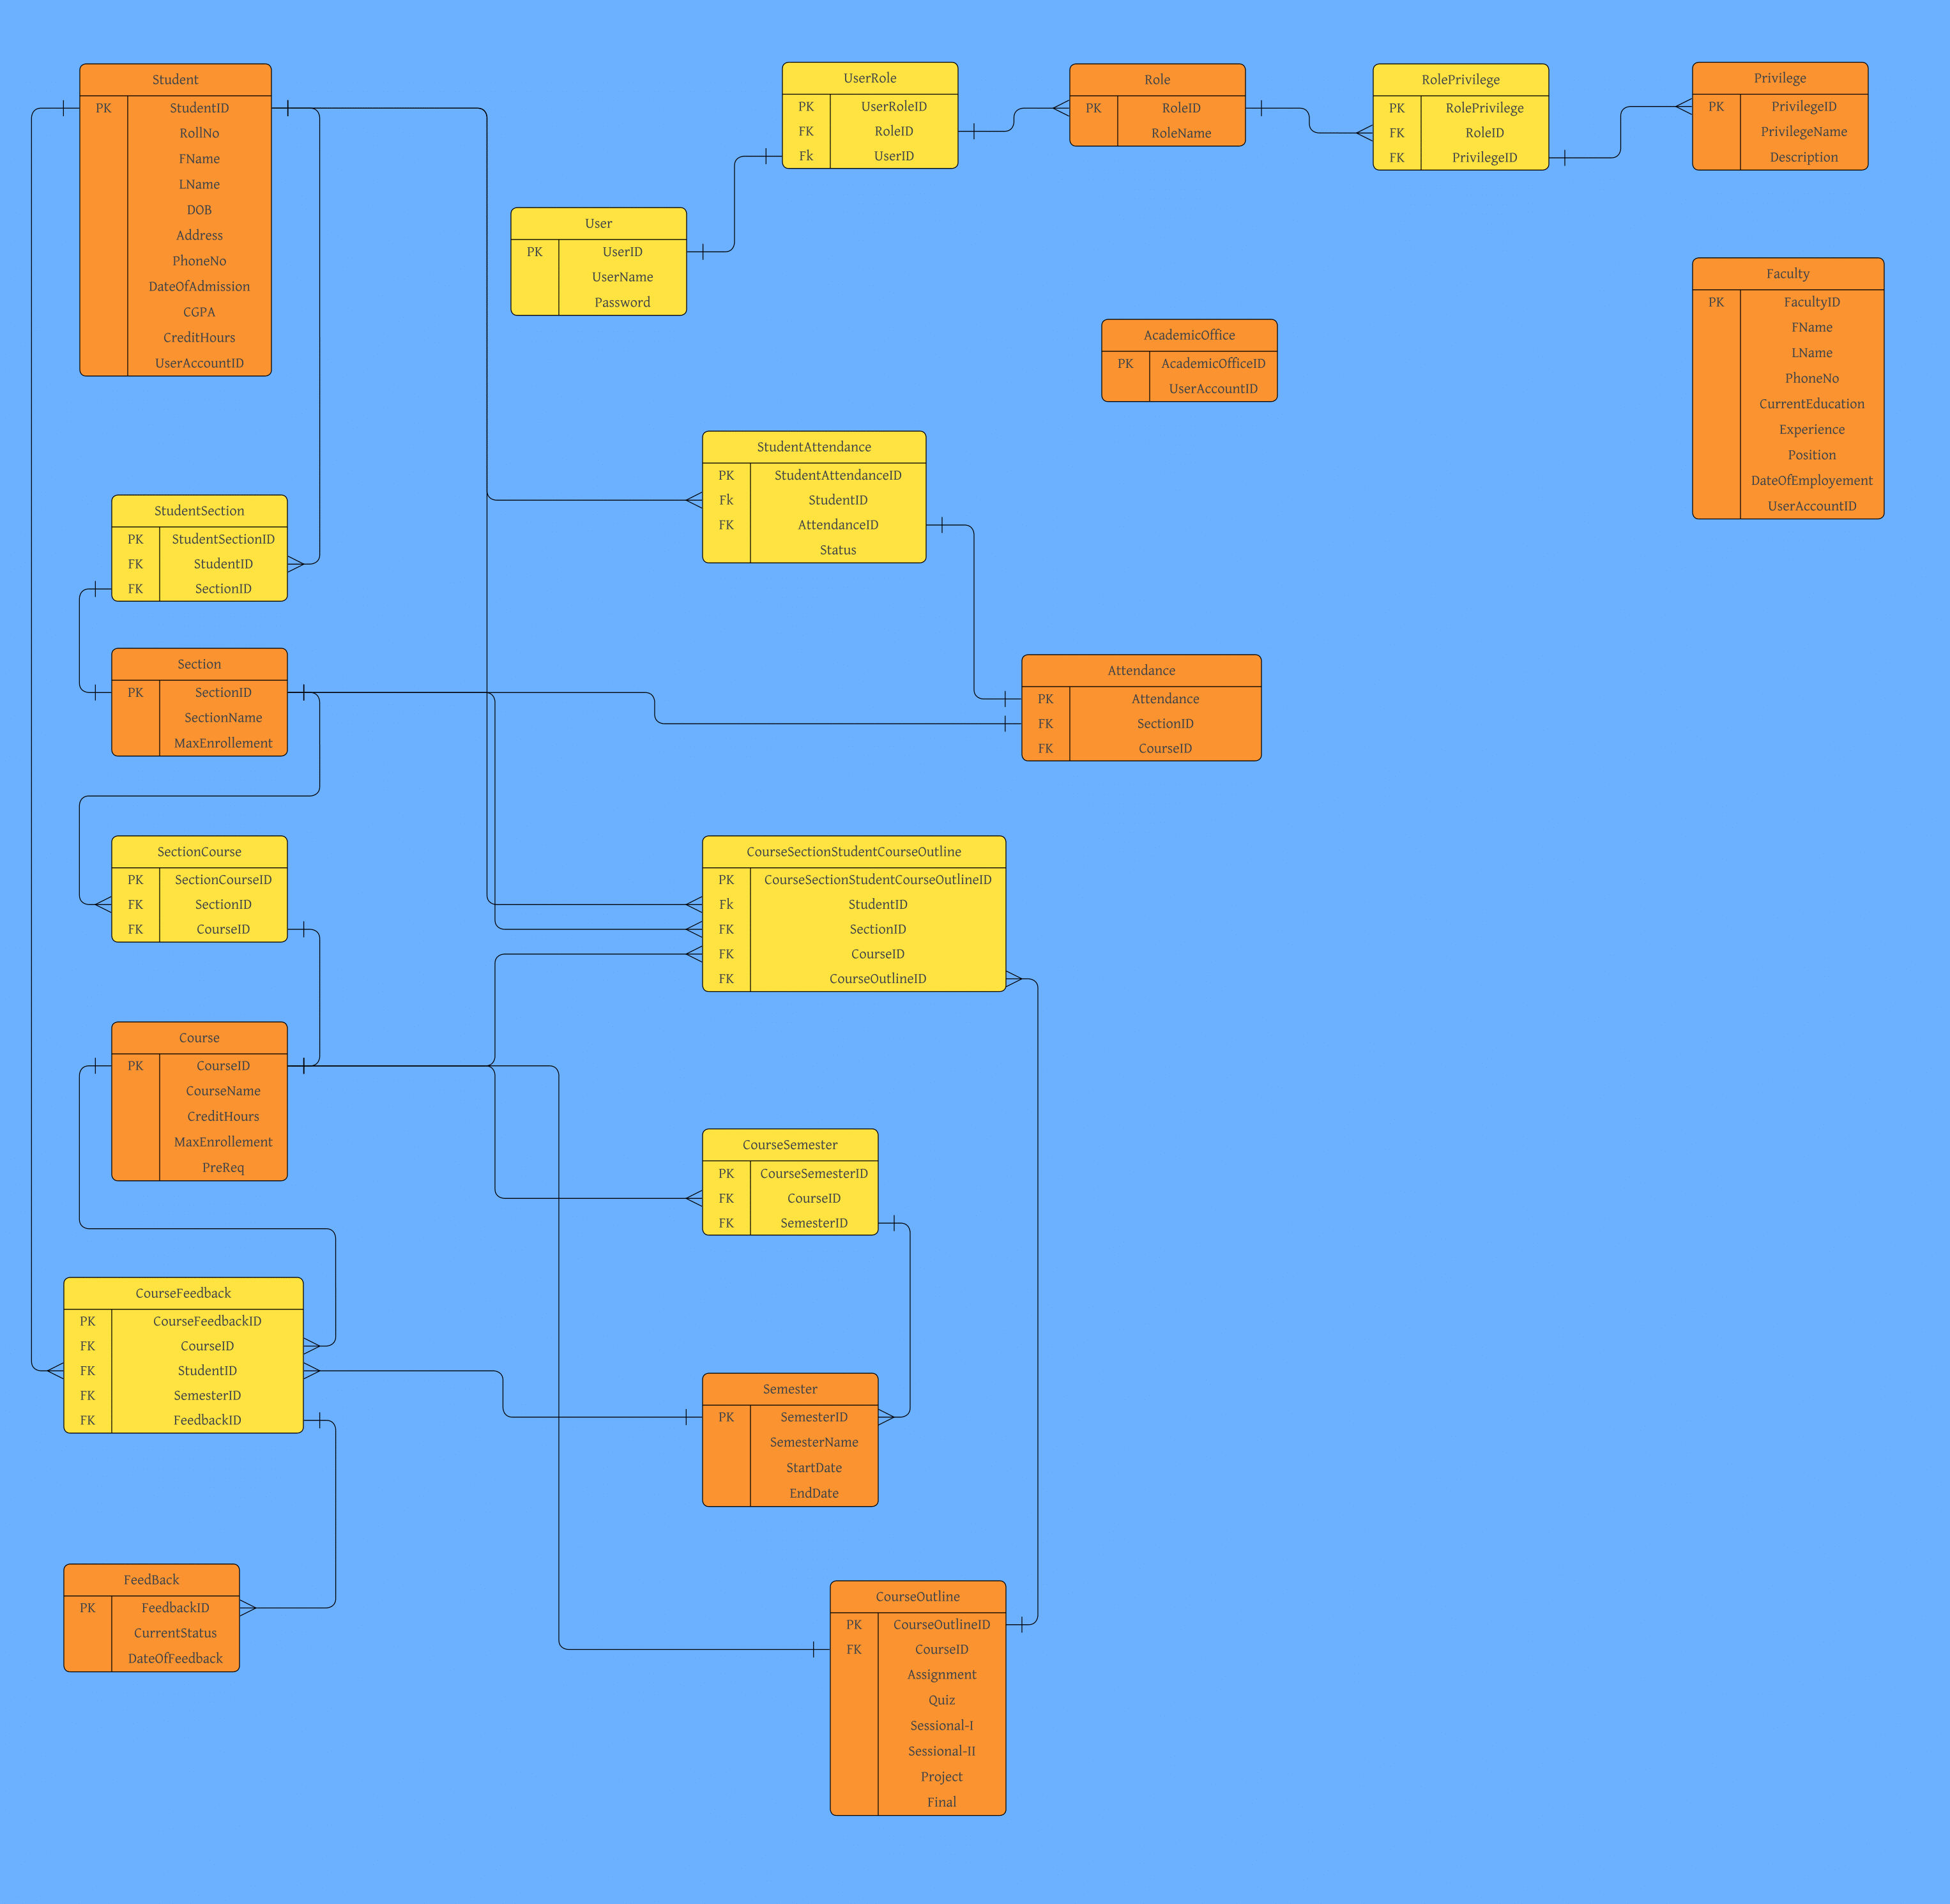 Student
PK StudentID
RollNo
FName
LName
DOB
Address
PhoneNo
DateOfAdmission
CGPA
CreditHours
UserAccountID
UserRole
PK UserRoleID
FK RoleID
Fk UserID
Role
PK RoleID
RoleName
RolePrivilege
PK RolePrivilege
FK RoleID
FK PrivilegeID
Privilege
PK PrivilegeID
PrivilegeName
Description
User
PK UserID
UserName
Password
Faculty
PK FacultyID
FName
LName
PhoneNo
CurrentEducation
Experience
Position
DateOfEmployement
UserAccountID
AcademicOffice
PK AcademicOfficeID
UserAccountID
StudentAttendance
PK StudentAttendanceID
Fk StudentID
FK AttendanceID
Status
StudentSection
PK StudentSectionID
FK StudentID
FK SectionID
Section
PK SectionID
SectionName
MaxEnrollement
Attendance
PK Attendance
FK SectionID
FK CourseID
SectionCourse
PK SectionCourseID
FK SectionID
FK CourseID
CourseSectionStudentCourseOutline
PK CourseSectionStudentCourseOutlineID
Fk StudentID
FK SectionID
FK CourseID
FK CourseOutlineID
Course
PK CourseID
CourseName
CreditHours
MaxEnrollement
PreReq
CourseSemester
PK CourseSemesterID
FK CourseID
FK SemesterID
CourseFeedback
PK CourseFeedbackID
FK CourseID
FK StudentID
FK SemesterID
FK FeedbackID
Semester
PK SemesterID
SemesterName
StartDate
EndDate
FeedBack
PK FeedbackID
CurrentStatus
DateOfFeedback
CourseOutline
PK CourseOutlineID
FK CourseID
Assignment
Quiz
Sessional-I
Sessional-II
Project
Final